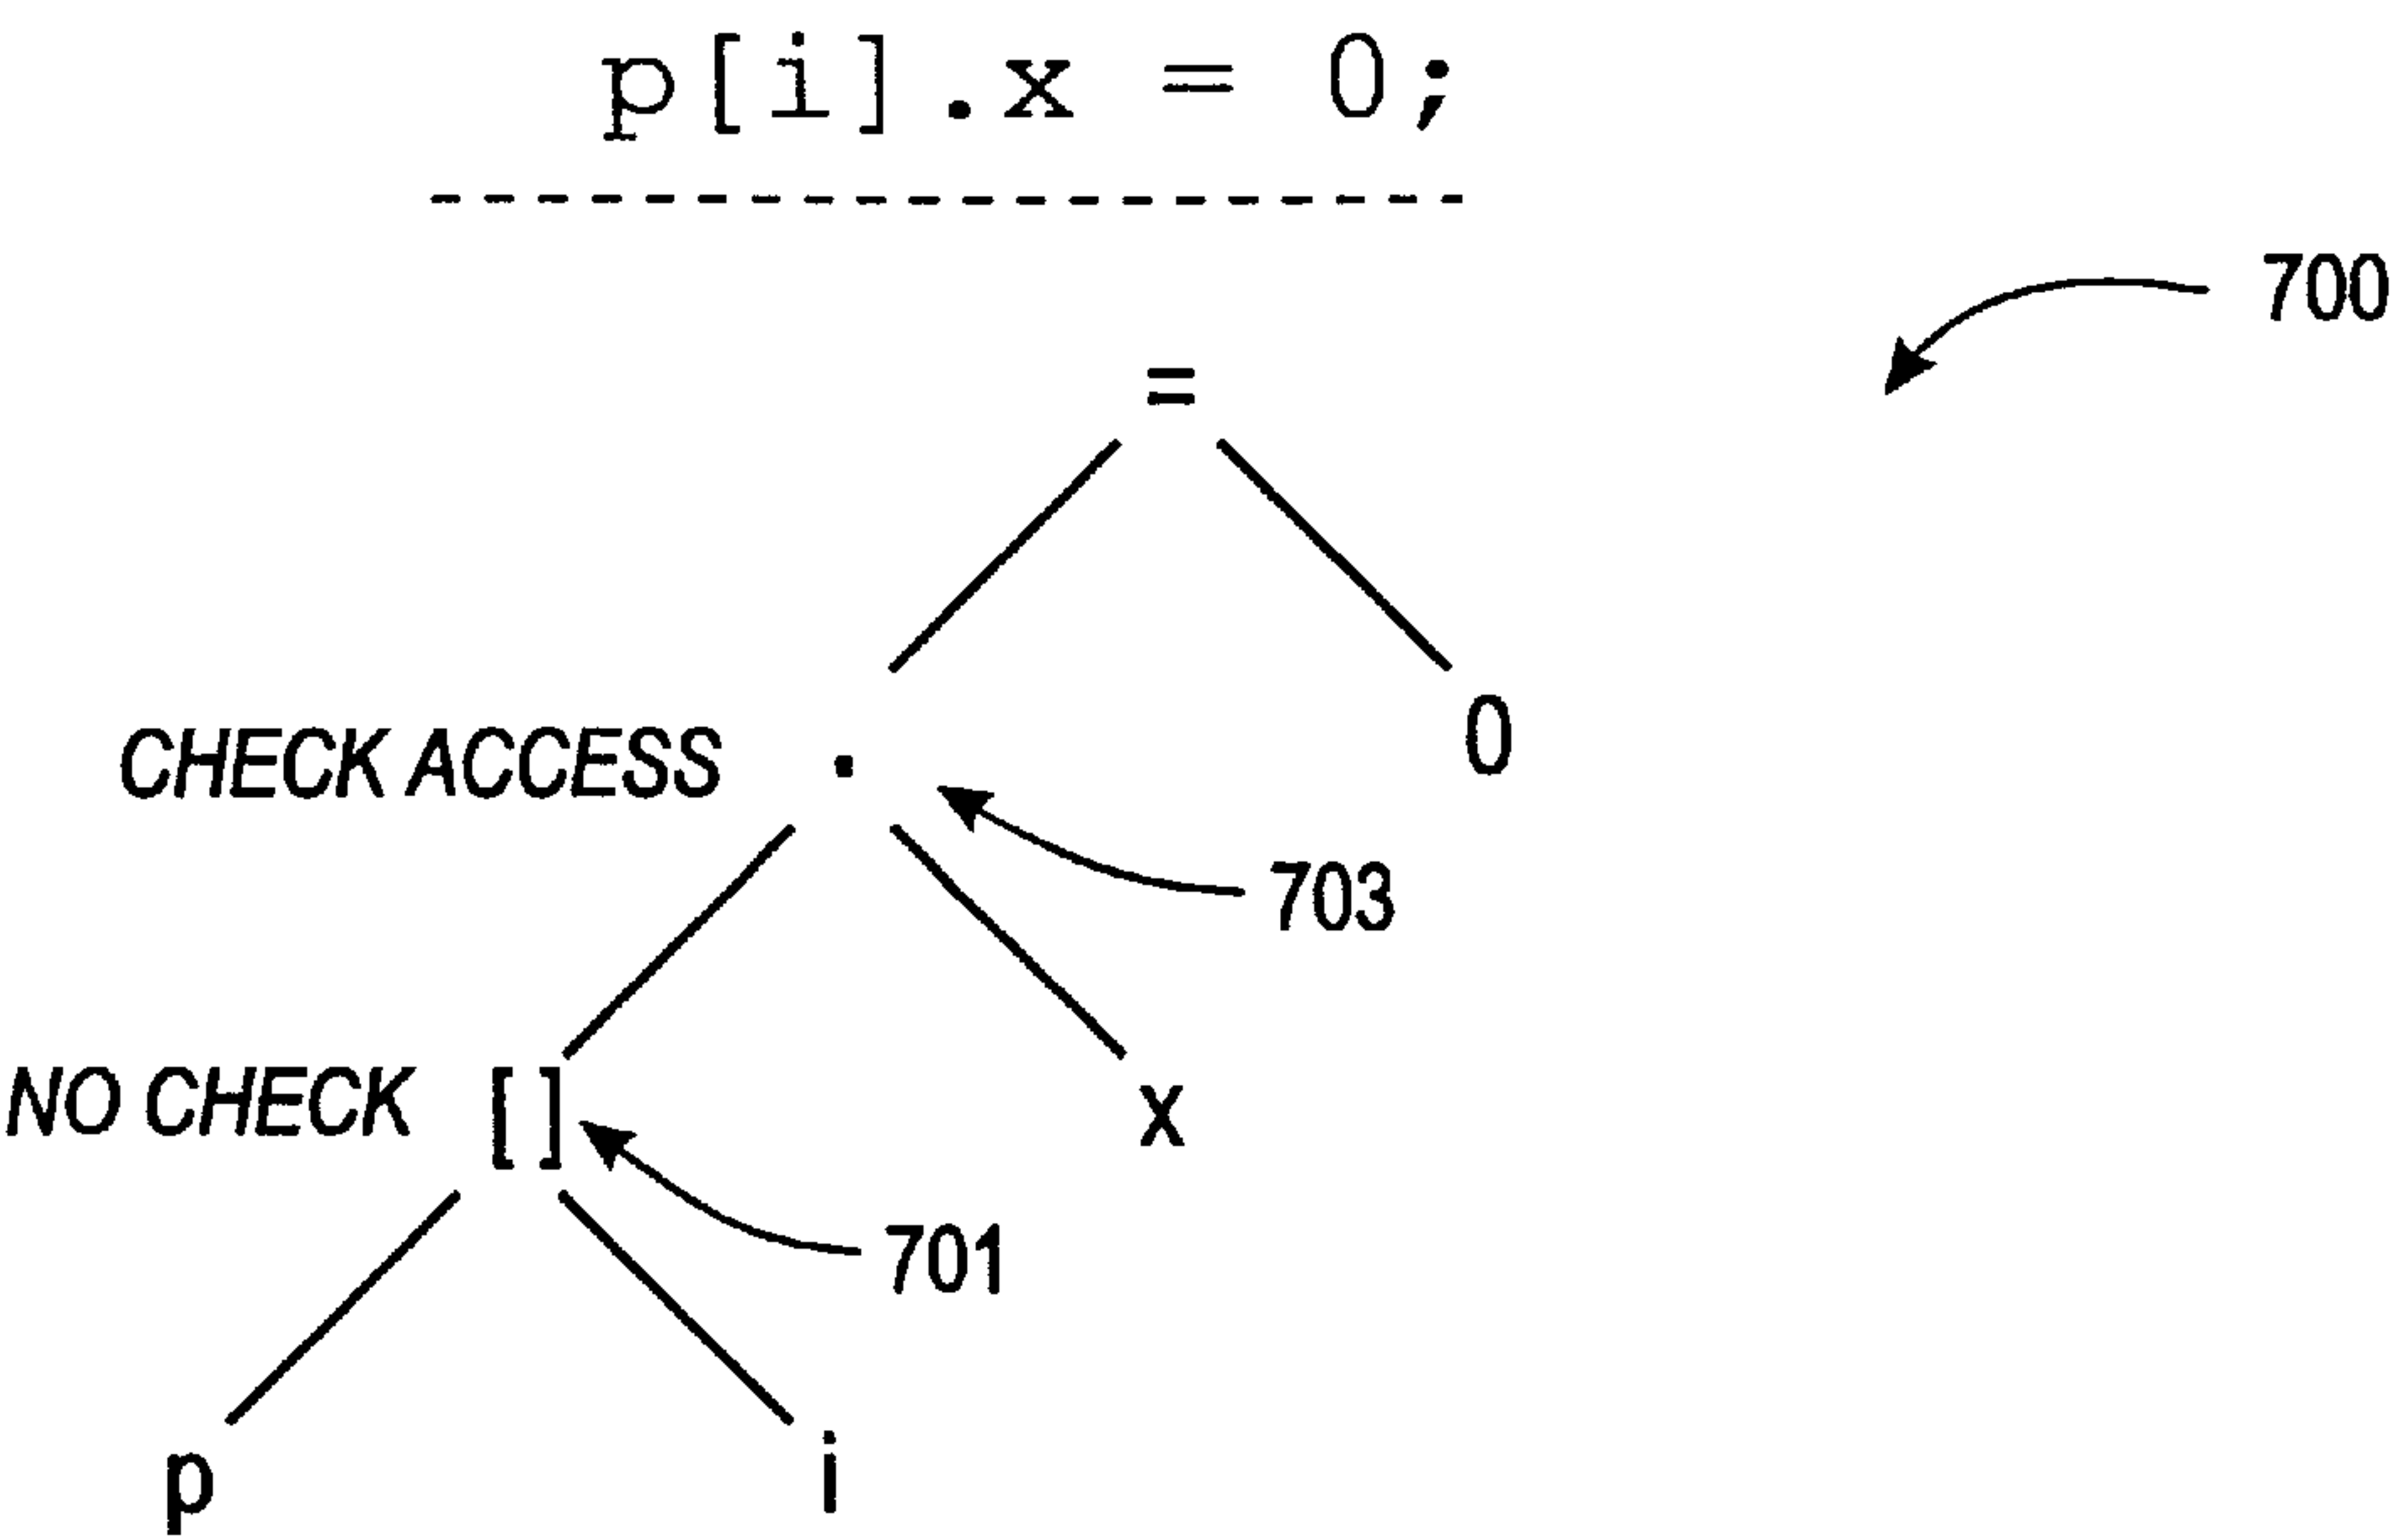 p[i].x = 0;
700
=
CHECK ACCESS .
0
703
NO CHECK []
x
701
p
i